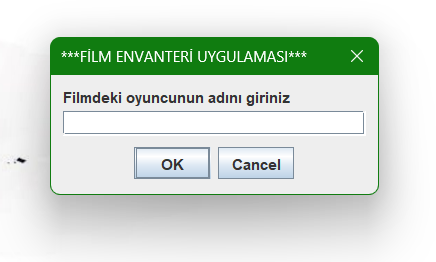 ***FİLM ENVANTERİ UYGULAMASI***
Filmdeki oyuncunun adını giriniz
OK Cancel